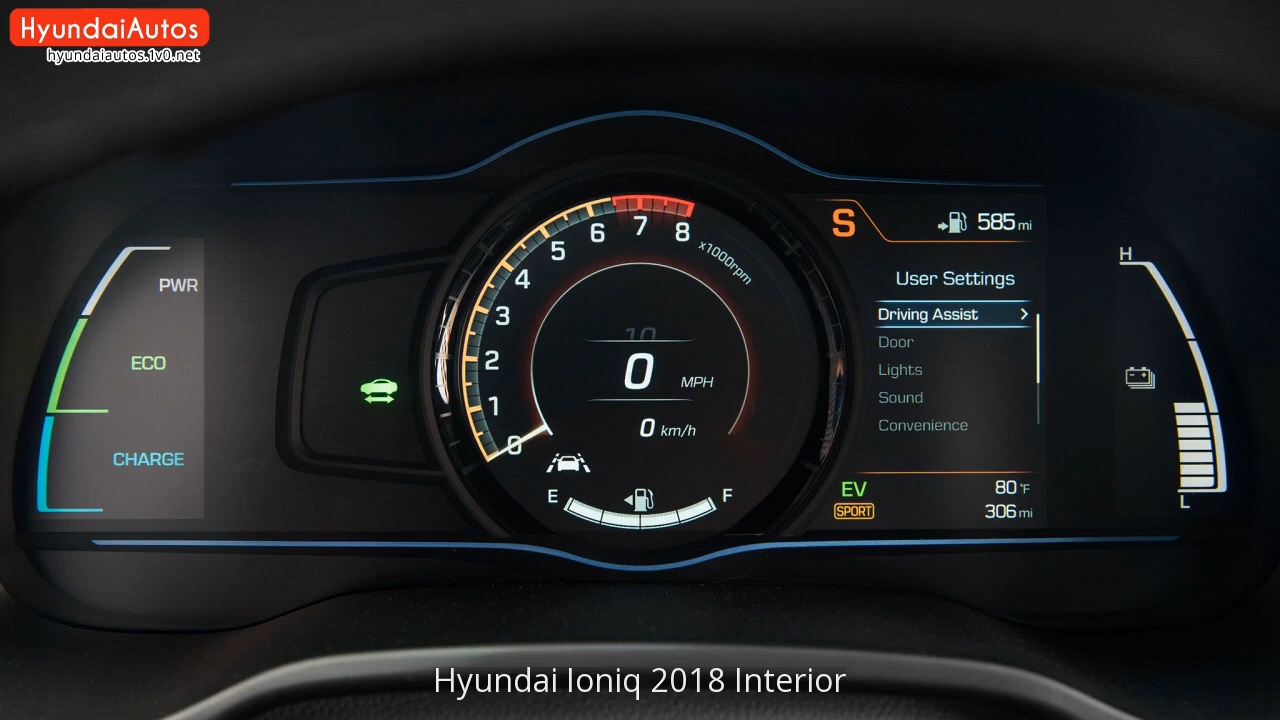 HyundaiAutos
hyundaiautos.1v0.net
PWR
ECO
CHARGE
0
1
2
3
4
5
6
7
8
x1000rpm
10
0 MPH
0 km/h
E
F
S
585 mi
User Settings
Driving Assist
Door
Lights
Sound
Convenience
EV
80 °F
SPORT
306 mi
H
L
Hyundai Ioniq 2018 Interior